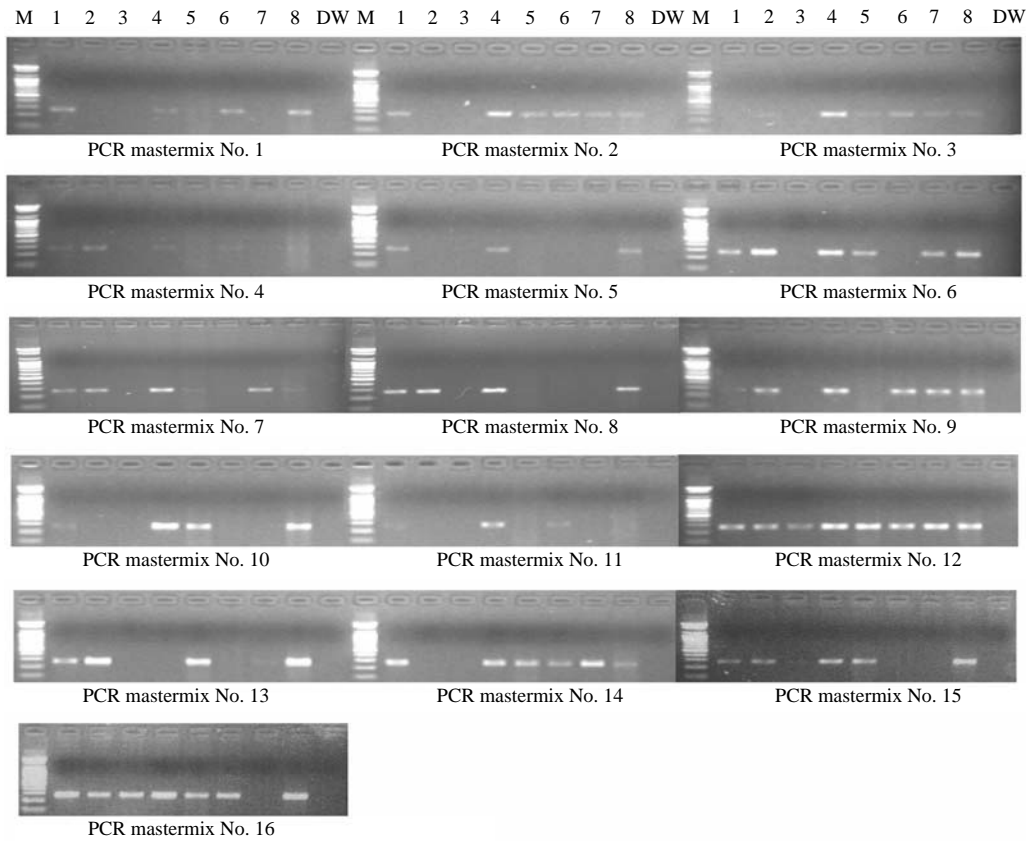 M 1 2 3 4 5 6 7 8 DW M 1 2 3 4 5 6 7 8 DW M 1 2 3 4 5 6 7 8 DW
PCR mastermix No. 1 PCR mastermix No. 2 PCR mastermix No. 3
PCR mastermix No. 4 PCR mastermix No. 5 PCR mastermix No. 6
PCR mastermix No. 7 PCR mastermix No. 8 PCR mastermix No. 9
PCR mastermix No. 10 PCR mastermix No. 11 PCR mastermix No. 12
PCR mastermix No. 13 PCR mastermix No. 14 PCR mastermix No. 15
PCR mastermix No. 16